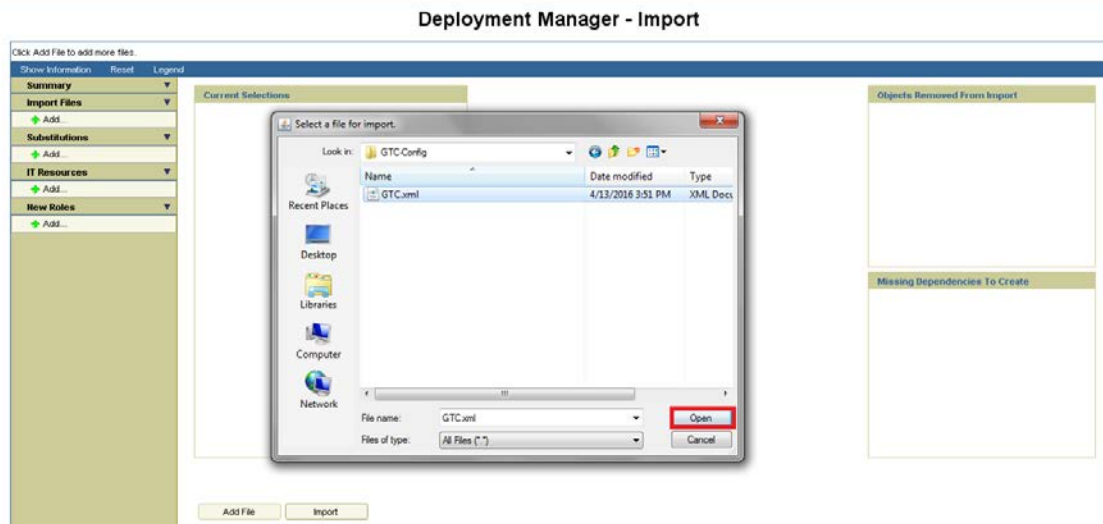 Deployment Manager - Import
Click Add File to add more files.
Show Information Reset Legend
Summary
Import Files
Add...
Substitutions
Add...
IT Resources
Add...
New Roles
Add...
Current Selections
Objects Removed From Import
Missing Dependencies To Create
Select a file for import.
Look in: GTC-Config
Name Date modified Type
GTC.xml 4/13/2016 3:51 PM XML Docu
Recent Places
Desktop
Libraries
Computer
Network
File name: GTC.xml Open
Files of type: All Files (*.*) Cancel
Add File Import